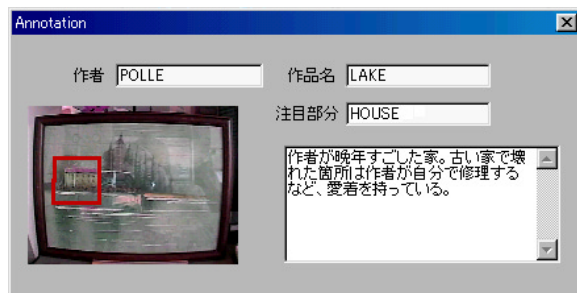 Annotation
作者 POLLE
作品名 LAKE
注目部分 HOUSE
作者が晩年すごした家。古い家で壊
れた箇所は作者が自分で修理する
など、愛着を持っている。